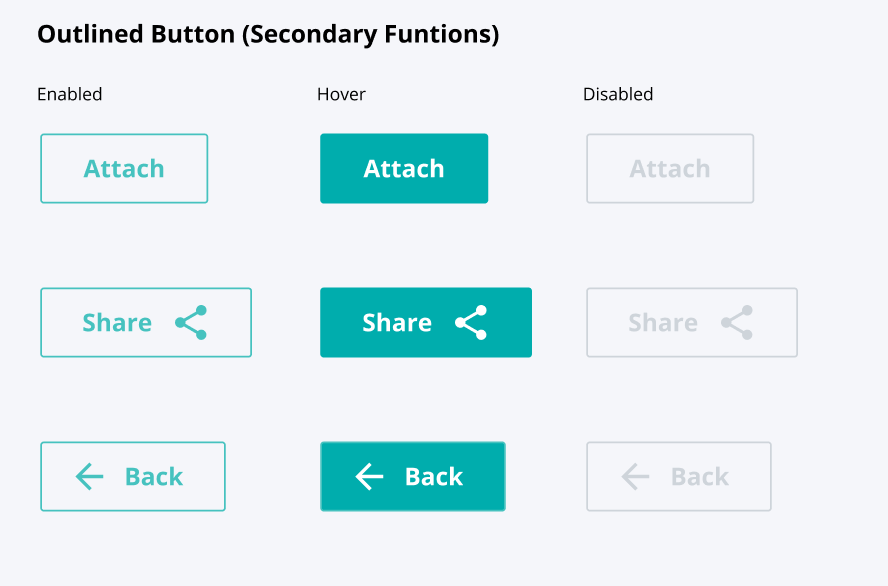 Outlined Button (Secondary Funtions)
Enabled Hover Disabled
Attach Attach Attach
Share Share Share
Back Back Back